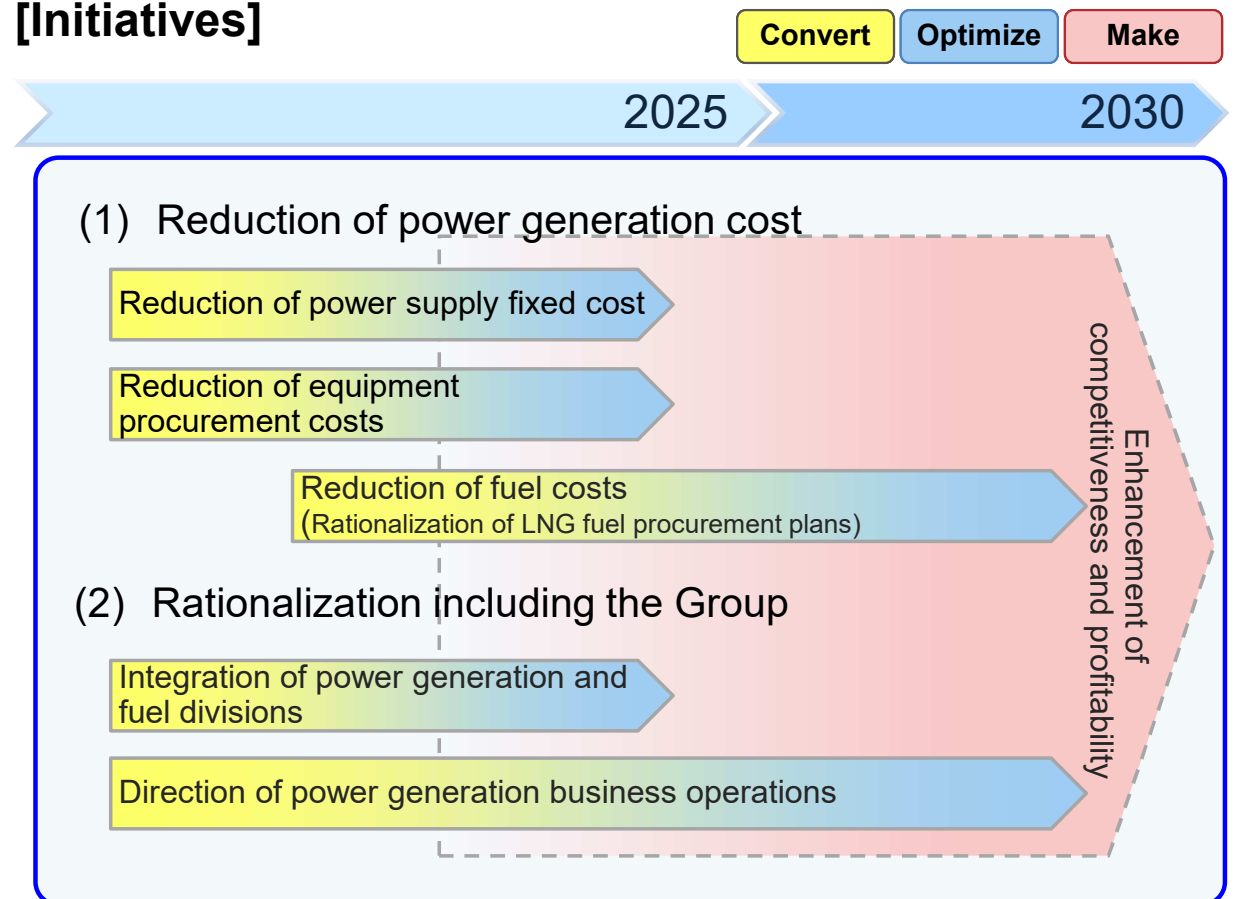 [Initiatives]
Convert
Optimize
Make
2025
2030
(1) Reduction of power generation cost
Reduction of power supply fixed cost
Reduction of equipment
procurement costs
Reduction of fuel costs
(Rationalization of LNG fuel procurement plans)
(2) Rationalization including the Group
Integration of power generation and
fuel divisions
Direction of power generation business operations
Enhancement of
competitiveness and profitability